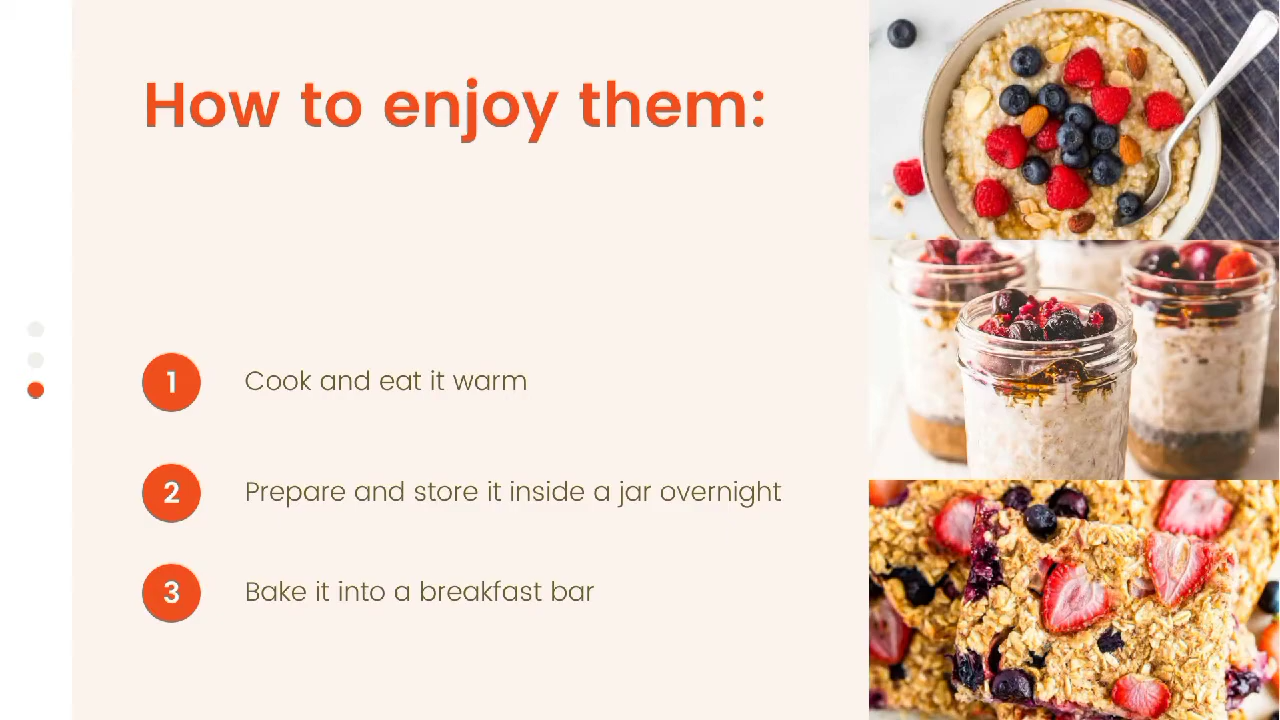 How to enjoy them:
1 Cook and eat it warm
2 Prepare and store it inside a jar overnight
3 Bake it into a breakfast bar